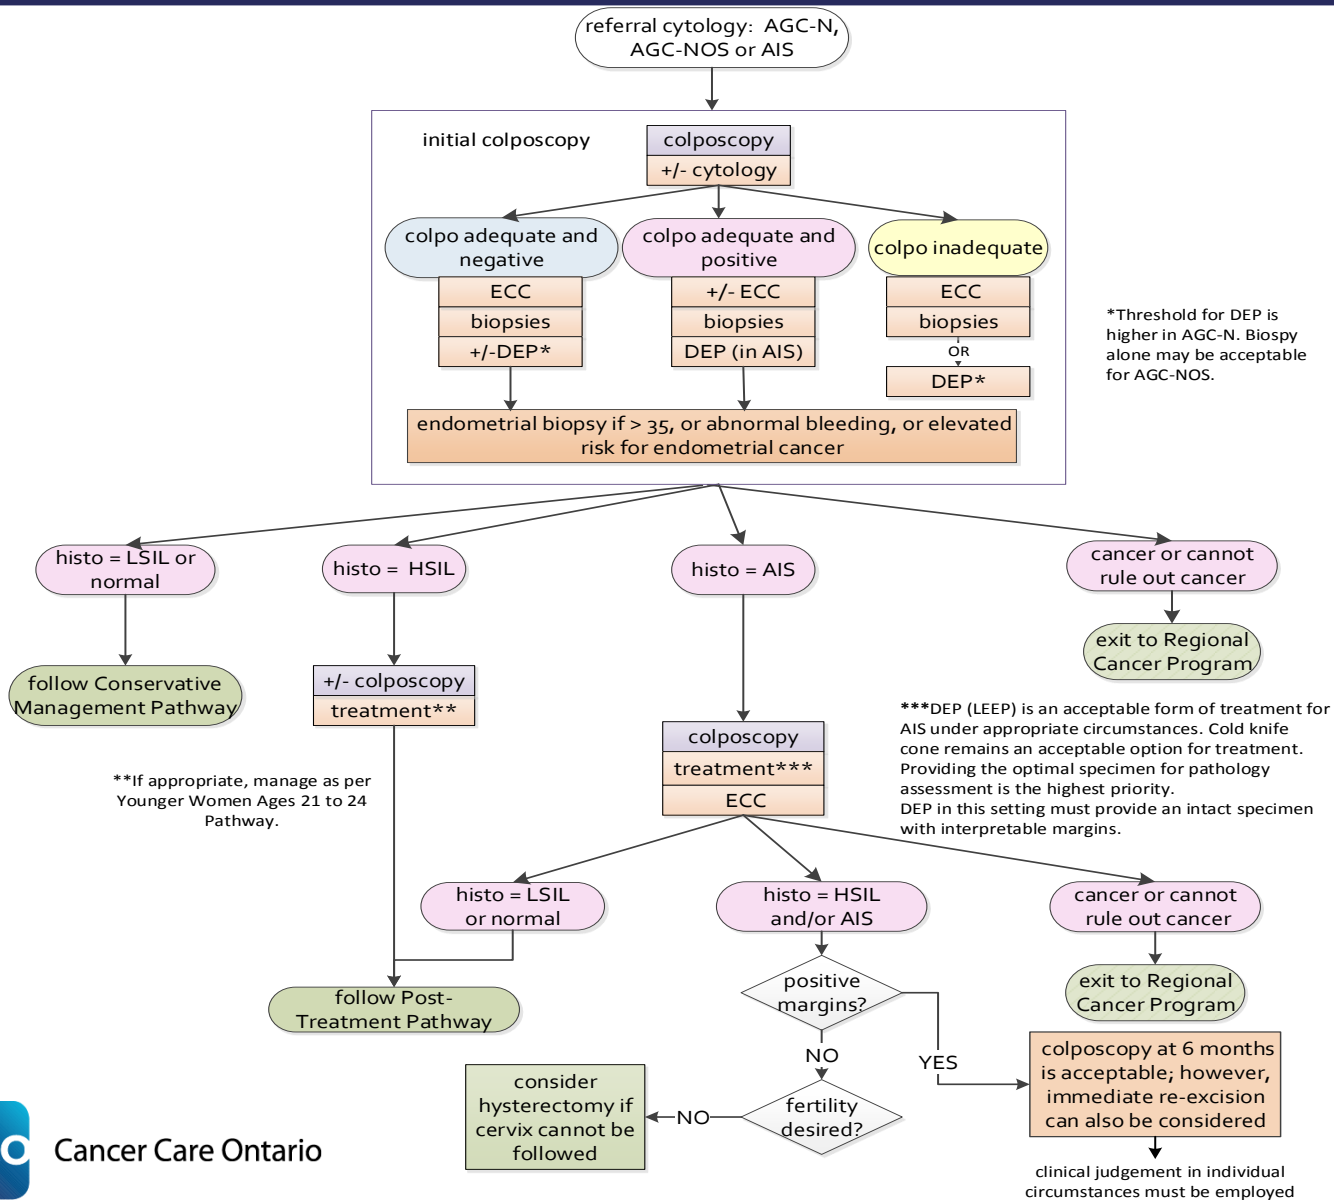 referral cytology: AGC-N,
AGC-NOS or AIS
initial colposcopy
colposcopy
+/- cytology
colpo adequate and
negative
ECC
biopsies
+/-DEP*
colpo adequate and
positive
+/- ECC
biopsies
DEP (in AIS)
colpo inadequate
ECC
biopsies
OR
DEP*
*Threshold for DEP is
higher in AGC-N. Biospy
alone may be acceptable
for AGC-NOS.
endometrial biopsy if > 35, or abnormal bleeding, or elevated
risk for endometrial cancer
histo = LSIL or
normal
histo = HSIL
histo = AIS
cancer or cannot
rule out cancer
follow Conservative
Management Pathway
+/- colposcopy
treatment**
exit to Regional
Cancer Program
**If appropriate, manage as per
Younger Women Ages 21 to 24
Pathway.
colposcopy
treatment***
ECC
***DEP (LEEP) is an acceptable form of treatment for
AIS under appropriate circumstances. Cold knife
cone remains an acceptable option for treatment.
Providing the optimal specimen for pathology
assessment is the highest priority.
DEP in this setting must provide an intact specimen
with interpretable margins.
histo = LSIL
or normal
histo = HSIL
and/or AIS
cancer or cannot
rule out cancer
follow Post-
Treatment Pathway
positive
margins?
exit to Regional
Cancer Program
NO
YES
colposcopy at 6 months
is acceptable; however,
immediate re-excision
can also be considered
consider
hysterectomy if
cervix cannot be
followed
NO
fertility
desired?
clinical judgement in individual
circumstances must be employed
Cancer Care Ontario